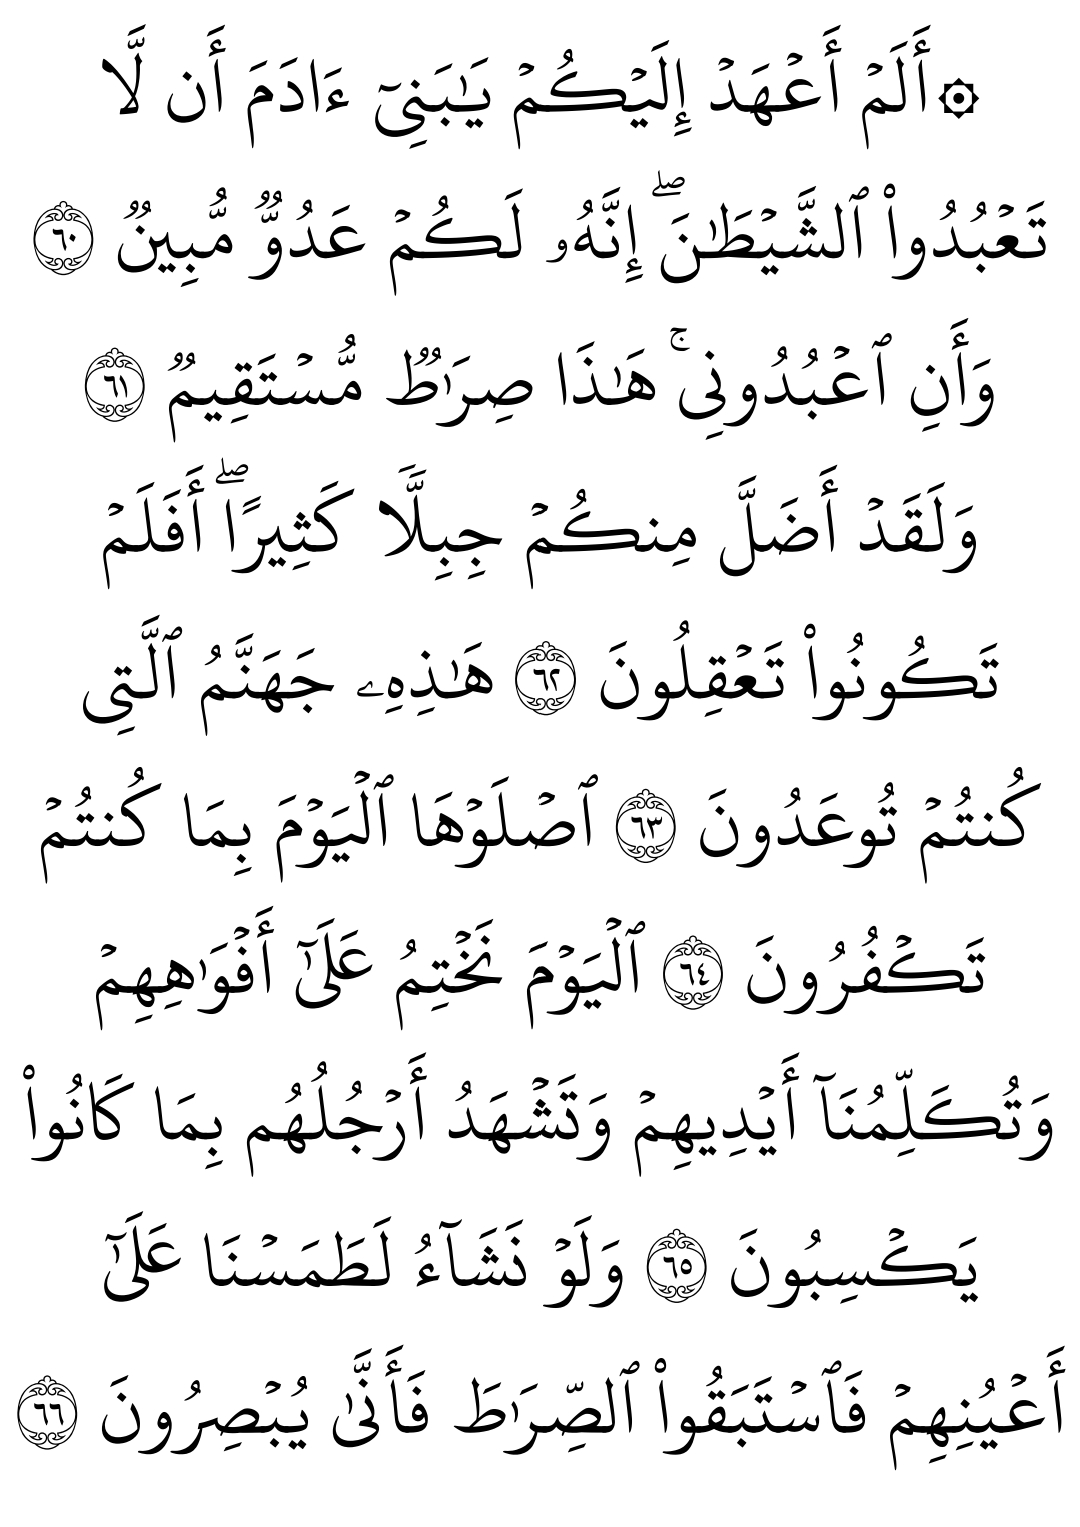 ۞ أَلَمۡ أَعۡهَدۡ إِلَيۡكُمۡ يَٰبَنِيٓ ءَادَمَ أَن لَّا
تَعۡبُدُواْ ٱلشَّيۡطَٰنَۖ إِنَّهُۥ لَكُمۡ عَدُوّٞ مُّبِينٞ ٦٠
وَأَنِ ٱعۡبُدُونِيۚ هَٰذَا صِرَٰطٞ مُّسۡتَقِيمٞ ٦١
وَلَقَدۡ أَضَلَّ مِنكُمۡ جِبِلّٗا كَثِيرًاۖ أَفَلَمۡ
تَكُونُواْ تَعۡقِلُونَ ٦٢ هَٰذِهِۦ جَهَنَّمُ ٱلَّتِي
كُنتُمۡ تُوعَدُونَ ٦٣ ٱصۡلَوۡهَا ٱلۡيَوۡمَ بِمَا كُنتُمۡ
تَكۡفُرُونَ ٦٤ ٱلۡيَوۡمَ نَخۡتِمُ عَلَىٰٓ أَفۡوَٰهِهِمۡ
وَتُكَلِّمُنَآ أَيۡدِيهِمۡ وَتَشۡهَدُ أَرۡجُلُهُم بِمَا كَانُواْ
يَكۡسِبُونَ ٦٥ وَلَوۡ نَشَآءُ لَطَمَسۡنَا عَلَىٰٓ
أَعۡيُنِهِمۡ فَٱسۡتَبَقُواْ ٱلصِّرَٰطَ فَأَنَّىٰ يُبۡصِرُونَ ٦٦